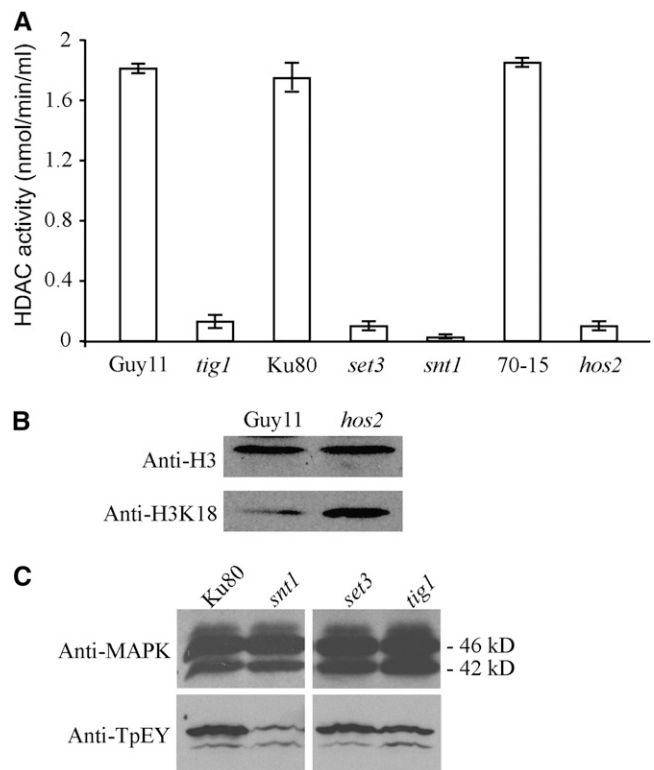 A
HDAC activity (nmol/min/ml)
2
1.6
1.2
0.8
0.4
0
Guy11 tig1 Ku80 set3 snt1 70-15 hos2
B
Guy11 hos2
Anti-H3
Anti-H3K18
C
Ku80 snt1 set3 tig1
Anti-MAPK
- 46 kD
- 42 kD
Anti-TpEY